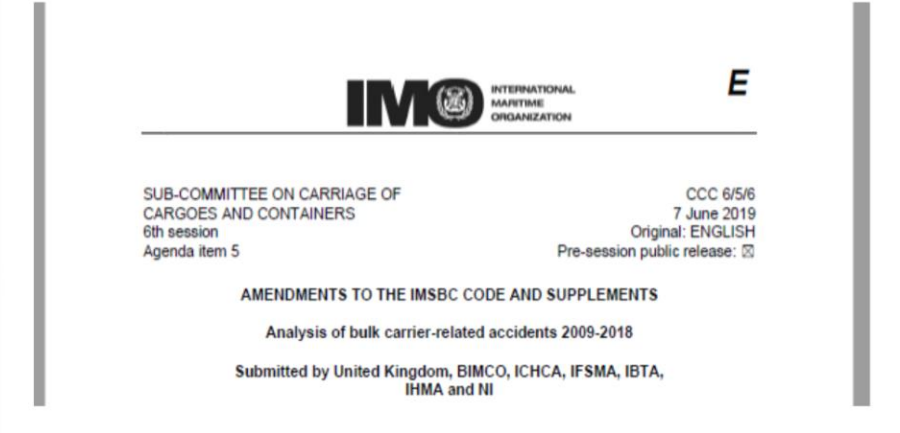 E
IMO
INTERNATIONAL
MARITIME
ORGANIZATION
SUB-COMMITTEE ON CARRIAGE OF
CARGOES AND CONTAINERS
6th session
Agenda item 5
CCC 6/5/6
7 June 2019
Original: ENGLISH
Pre-session public release: ☒
AMENDMENTS TO THE IMSBC CODE AND SUPPLEMENTS
Analysis of bulk carrier-related accidents 2009-2018
Submitted by United Kingdom, BIMCO, ICHCA, IFSMA, IBTA,
IHMA and NI